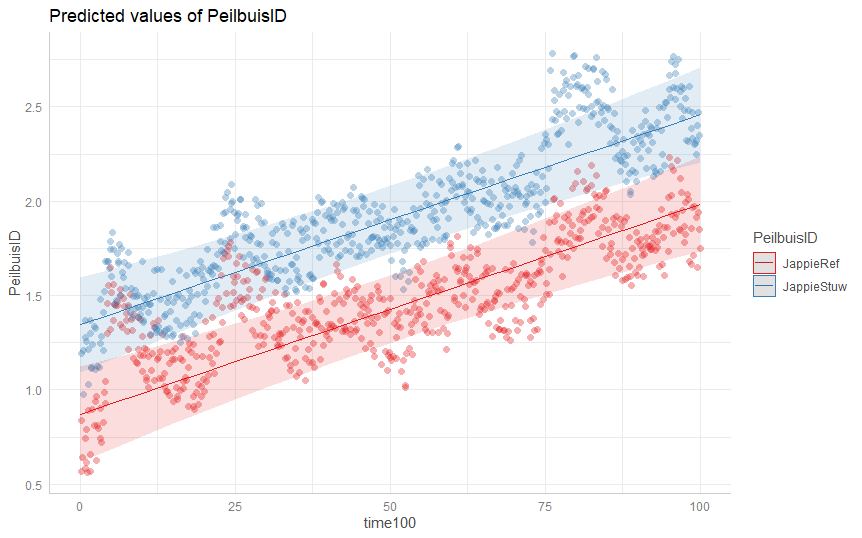 Predicted values of PeilbuisID
PeilbuisID
2.5
2.0
1.5
1.0
0.5
0
25
50
75
100
time100
PeilbuisID
JappieRef
JappieStuw